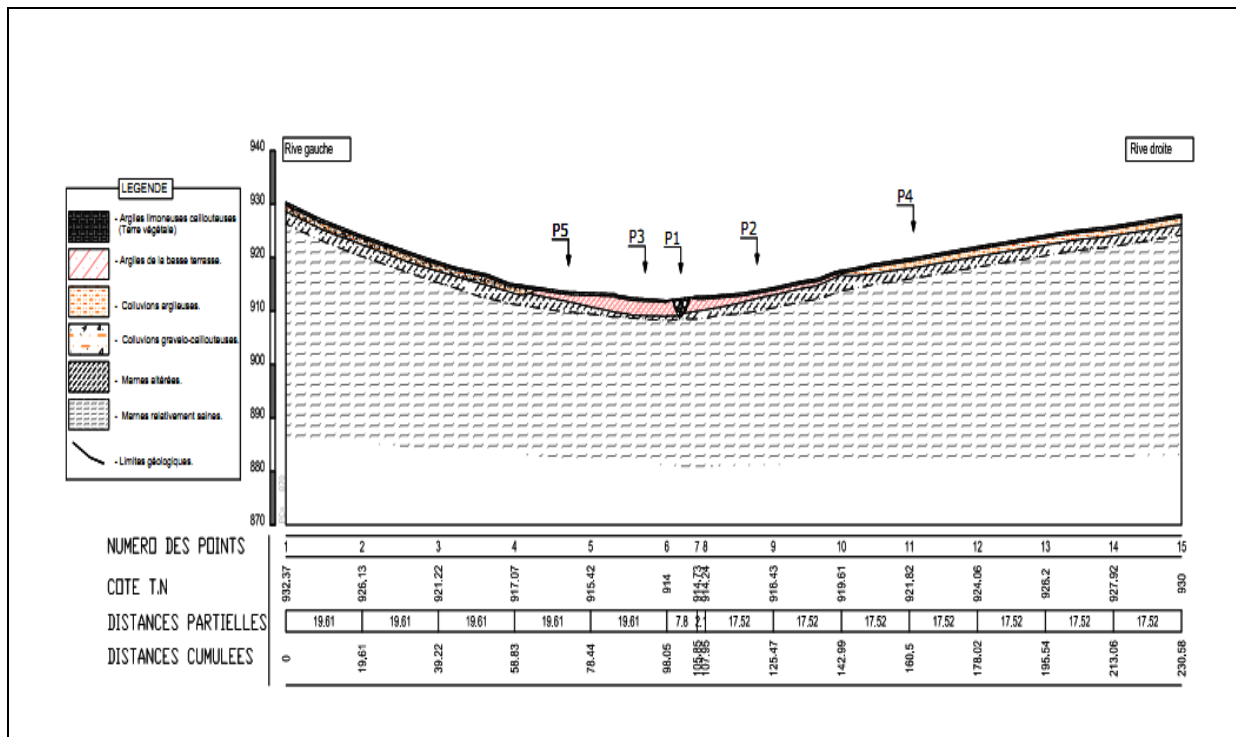 940
Rive gauche
Rive droite
930
920
910
900
890
880
870
LEGENDE
- Argiles limoneuses caillouteuses
(Terre végétale)
- Argiles de la basse terrasse.
- Colluvions argileuses.
- Colluvions gravelo-caillouteuses.
- Marnes altérées.
- Marnes relativement saines.
- Limites géologiques.
P5
P3
P1
P2
P4
NUMERO DES POINTS
1 2 3 4 5 6 7 8 9 10 11 12 13 14 15
COTE T.N
932.37 926.13 921.22 917.07 915.42 914 914.73 914.24 916.43 919.61 921.82 924.06 926.2 927.92 930
DISTANCES PARTIELLES
19.61 19.61 19.61 19.61 19.61 7.8 2.1 17.52 17.52 17.52 17.52 17.52 17.52 17.52
DISTANCES CUMULEES
0 19.61 39.22 58.83 78.44 98.05 105.85 107.95 125.47 142.99 160.5 178.02 195.54 213.06 230.58